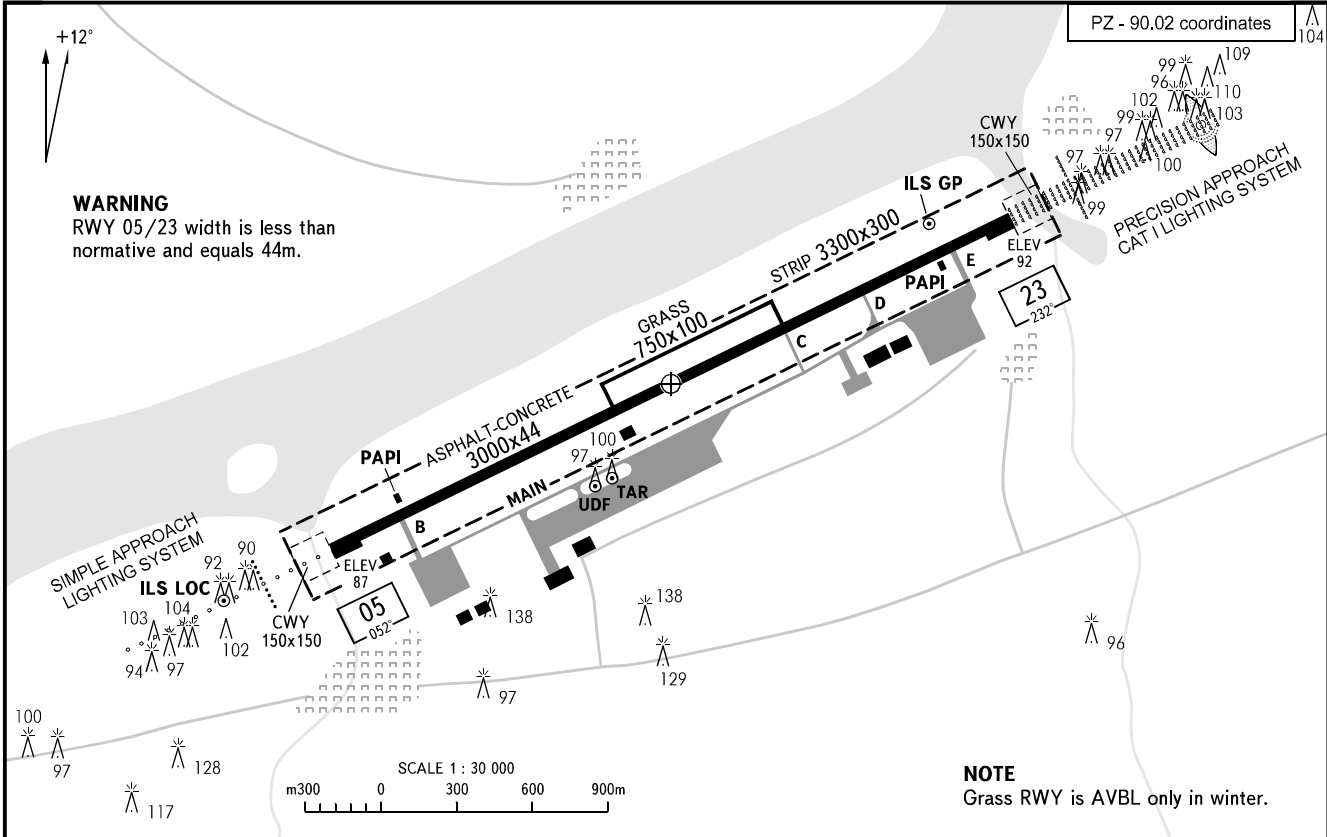 PZ - 90.02 coordinates
104
+12°
109
99
96
110
103
102
99
CWY
150x150
97
97
100
99
PRECISION APPROACH
CAT I LIGHTING SYSTEM
WARNING
RWY 05/23 width is less than
normative and equals 44m.
ILS GP
STRIP 3300x300
ELEV
92
E
PAPI
23
232°
D
GRASS
750x100
C
ASPHALT-CONCRETE
3000x44
PAPI
100
97
MAIN
TAR
UDF
B
SIMPLE APPROACH
LIGHTING SYSTEM
90
92
ELEV
87
ILS LOC
05
052°
CWY
150x150
103
104
102
94
97
138
138
129
96
97
100
97
128
117
SCALE 1 : 30 000
m300 0 300 600 900m
NOTE
Grass RWY is AVBL only in winter.